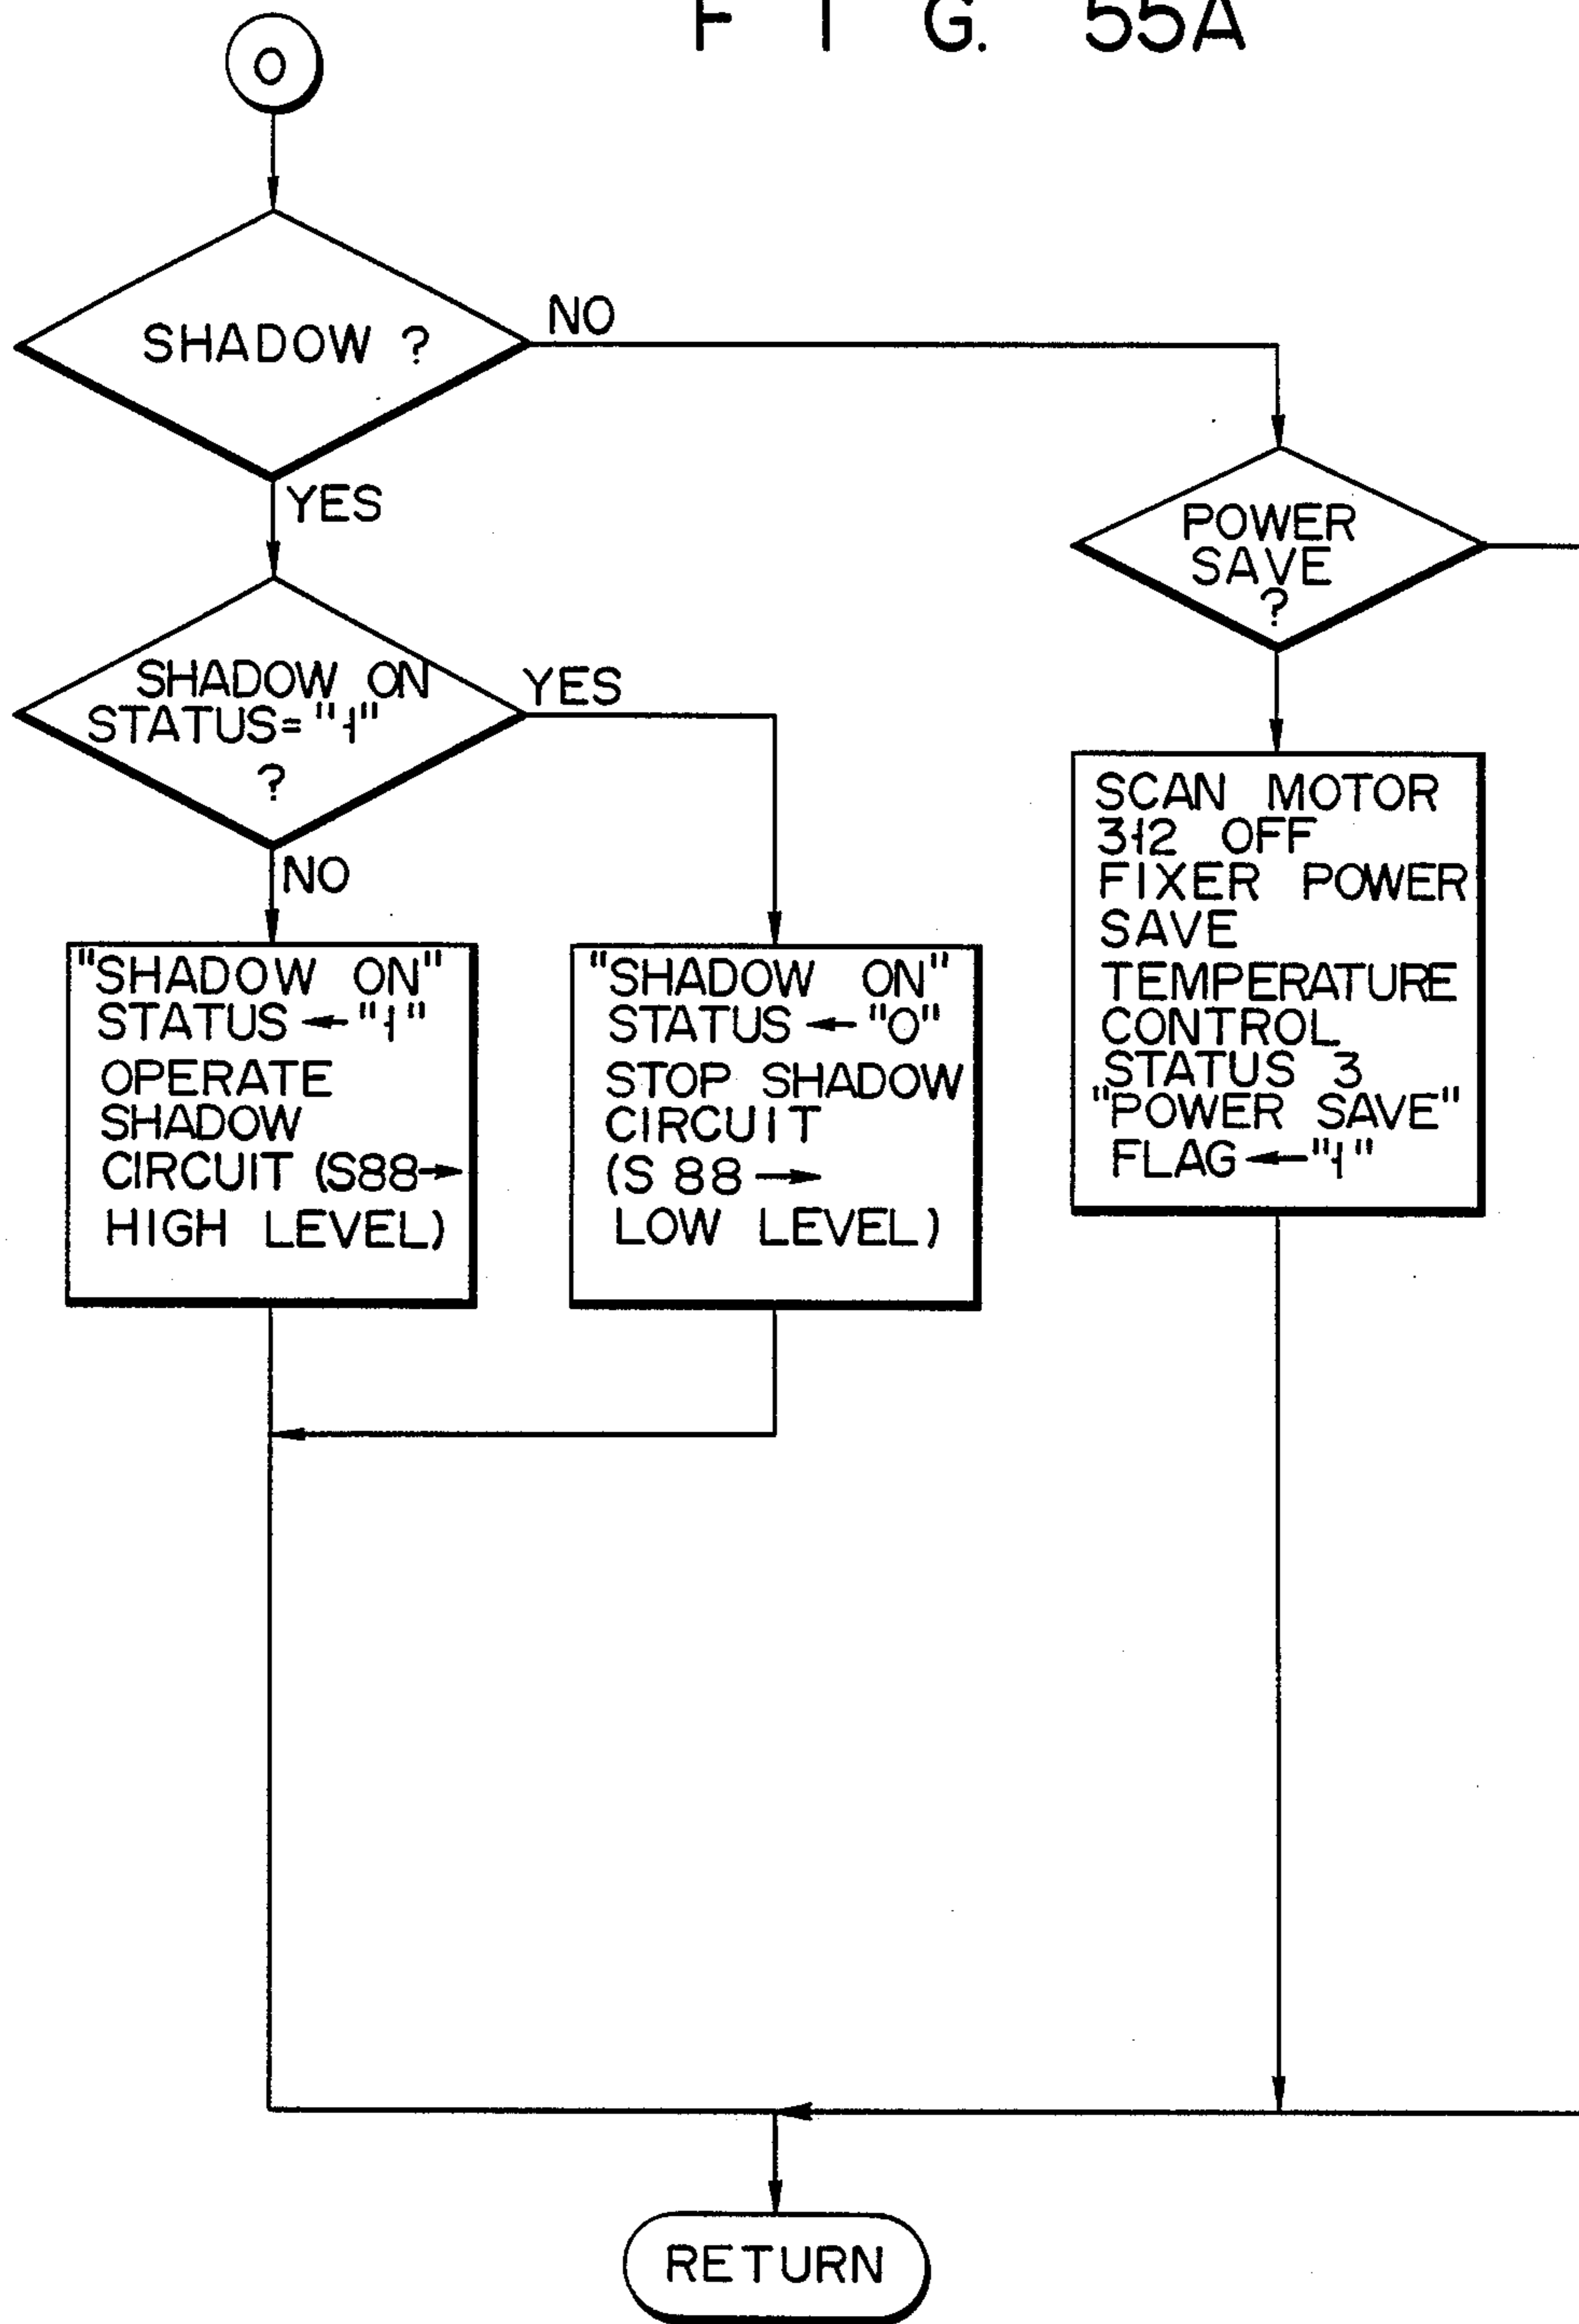 F I G. 55A
O
SHADOW ?
NO
YES
POWER
SAVE
?
SHADOW ON
STATUS="1"
?
YES
NO
"SHADOW ON"
STATUS ← "1"
OPERATE
SHADOW
CIRCUIT (S88→
HIGH LEVEL)
"SHADOW ON"
STATUS ← "0"
STOP SHADOW
CIRCUIT
(S 88 →
LOW LEVEL)
SCAN MOTOR
312 OFF
FIXER POWER
SAVE
TEMPERATURE
CONTROL
STATUS 3
"POWER SAVE"
FLAG ← "1"
RETURN